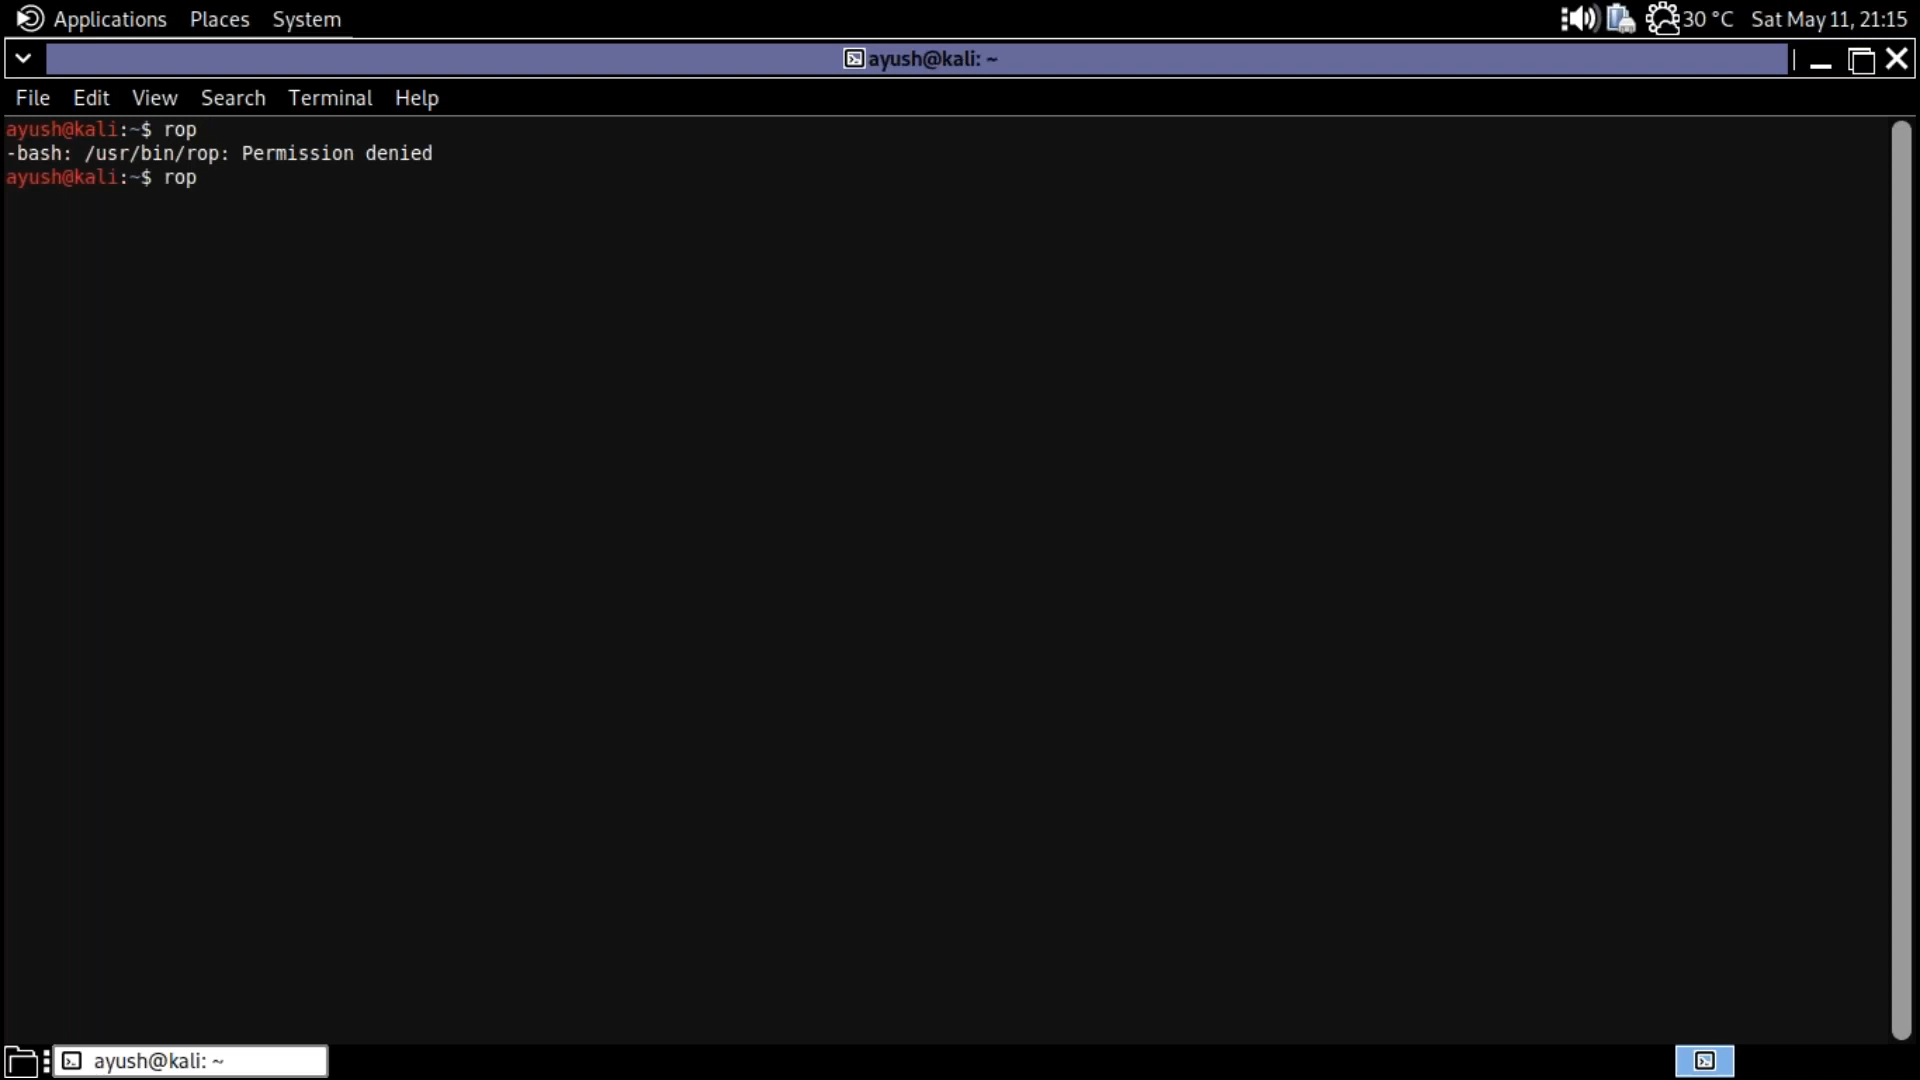 Applications Places System 30 °C Sat May 11, 21:15
ayush@kali: ~
File Edit View Search Terminal Help
ayush@kali:~$ rop
-bash: /usr/bin/rop: Permission denied
ayush@kali:~$ rop
ayush@kali: ~